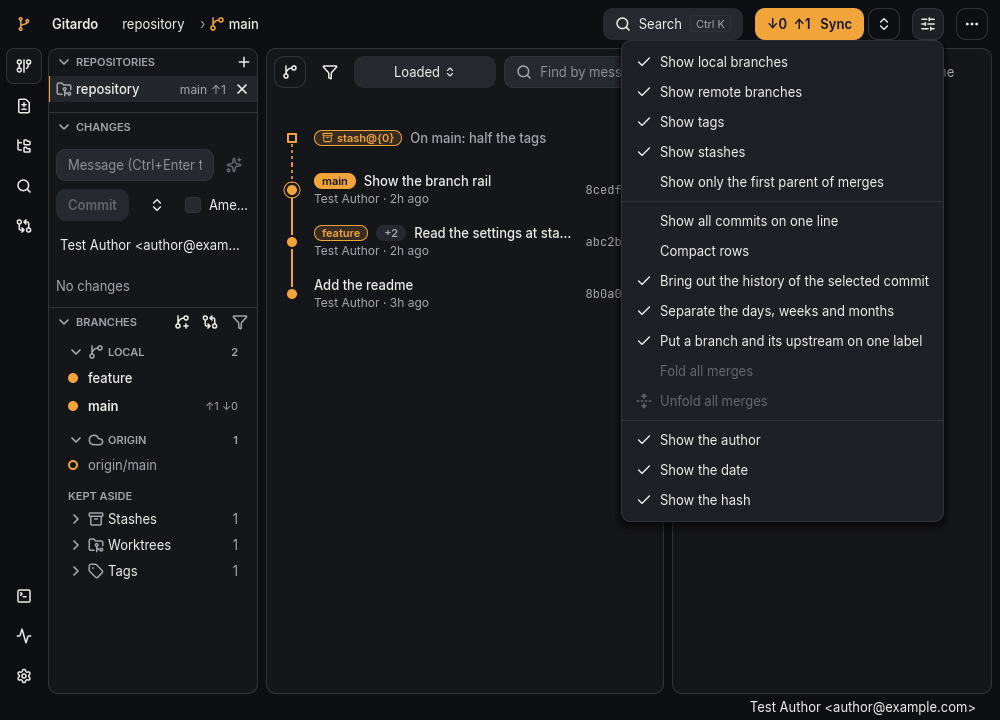 Gitardo
repository
main
Search Ctrl K
↓0 ↑1 Sync
REPOSITORIES
repository main ↑1
CHANGES
Message (Ctrl+Enter t
Commit
Ame...
Test Author <author@exam...
No changes
BRANCHES
LOCAL 2
feature
main ↑1 ↓0
ORIGIN 1
origin/main
KEPT ASIDE
Stashes 1
Worktrees 1
Tags 1
Loaded
Find by mess
stash@{0} On main: half the tags
main Show the branch rail
Test Author · 2h ago
8cedf
feature +2 Read the settings at sta...
Test Author · 2h ago
abc2b
Add the readme
Test Author · 3h ago
8b0a0
Show local branches
Show remote branches
Show tags
Show stashes
Show only the first parent of merges
Show all commits on one line
Compact rows
Bring out the history of the selected commit
Separate the days, weeks and months
Put a branch and its upstream on one label
Fold all merges
Unfold all merges
Show the author
Show the date
Show the hash
Test Author <author@example.com>